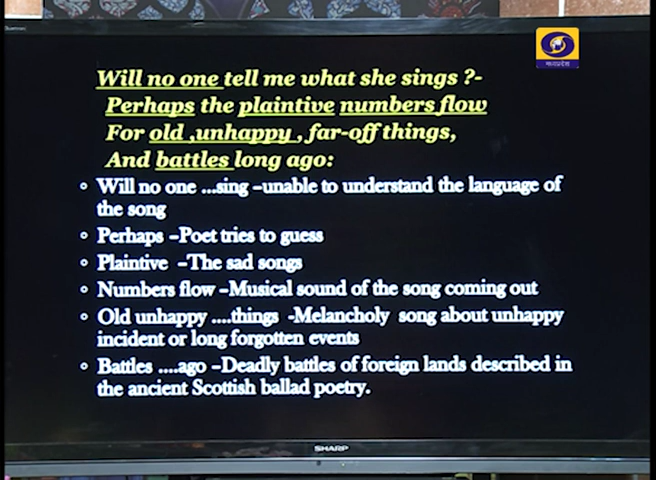 मध्यप्रदेश
Will no one tell me what she sings ?-
Perhaps the plaintive numbers flow
For old ,unhappy , far-off things,
And battles long ago:
Will no one ...sing –unable to understand the language of
the song
Perhaps –Poet tries to guess
Plaintive –The sad songs
Numbers flow –Musical sound of the song coming out
Old unhappy ....things -Melancholy song about unhappy
incident or long forgotten events
Battles ....ago –Deadly battles of foreign lands described in
the ancient Scottish ballad poetry.
SHARP